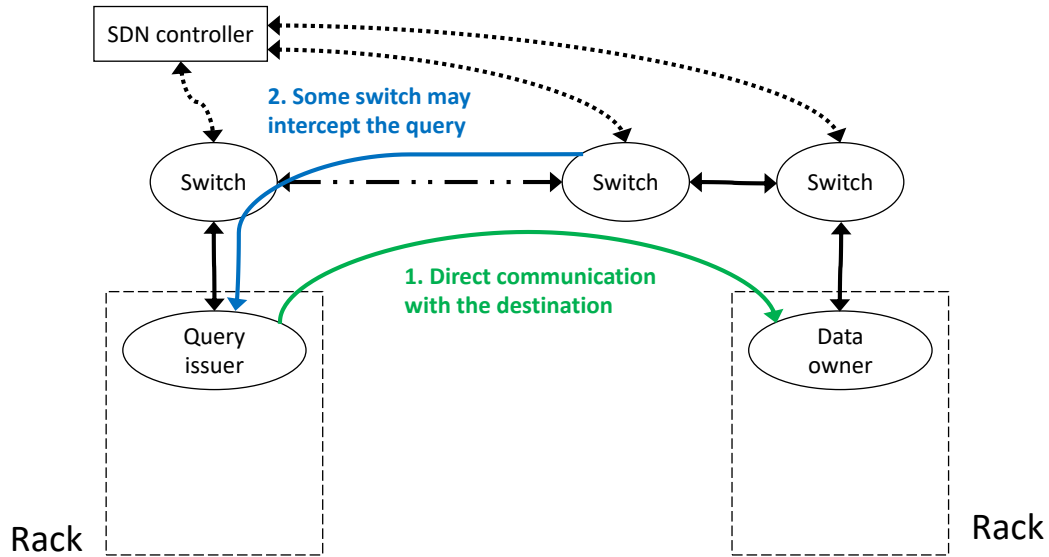 SDN controller
2. Some switch may
intercept the query
Switch
Switch
Switch
1. Direct communication
with the destination
Query
issuer
Data
owner
Rack
Rack